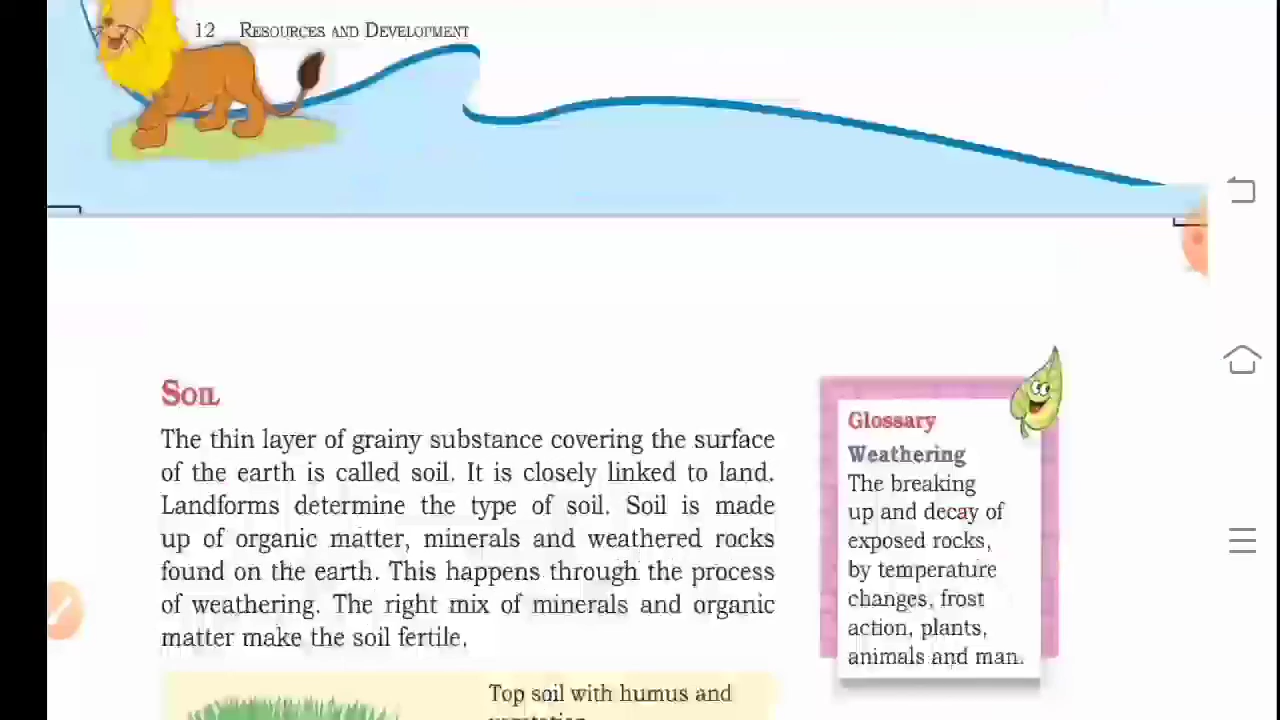 12 RESOURCES AND DEVELOPMENT
SOIL
The thin layer of grainy substance covering the surface
of the earth is called soil. It is closely linked to land.
Landforms determine the type of soil. Soil is made
up of organic matter, minerals and weathered rocks
found on the earth. This happens through the process
of weathering. The right mix of minerals and organic
matter make the soil fertile.
Glossary
Weathering
The breaking
up and decay of
exposed rocks,
by temperature
changes, frost
action, plants,
animals and man.
Top soil with humus and